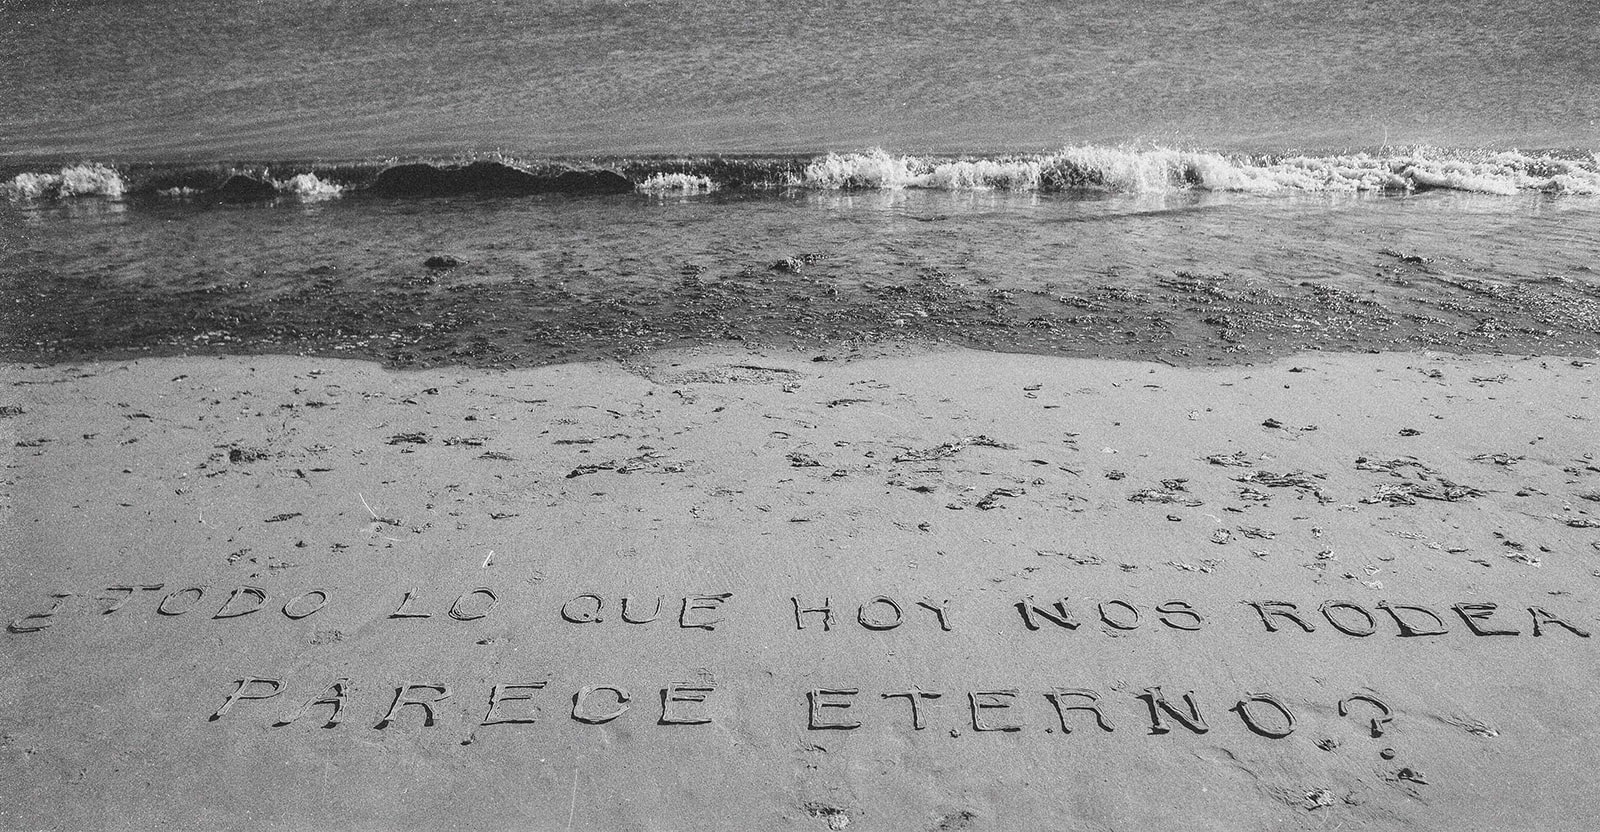 ¿TODO LO QUE HOY NOS RODEA
PARECE ETERNO?